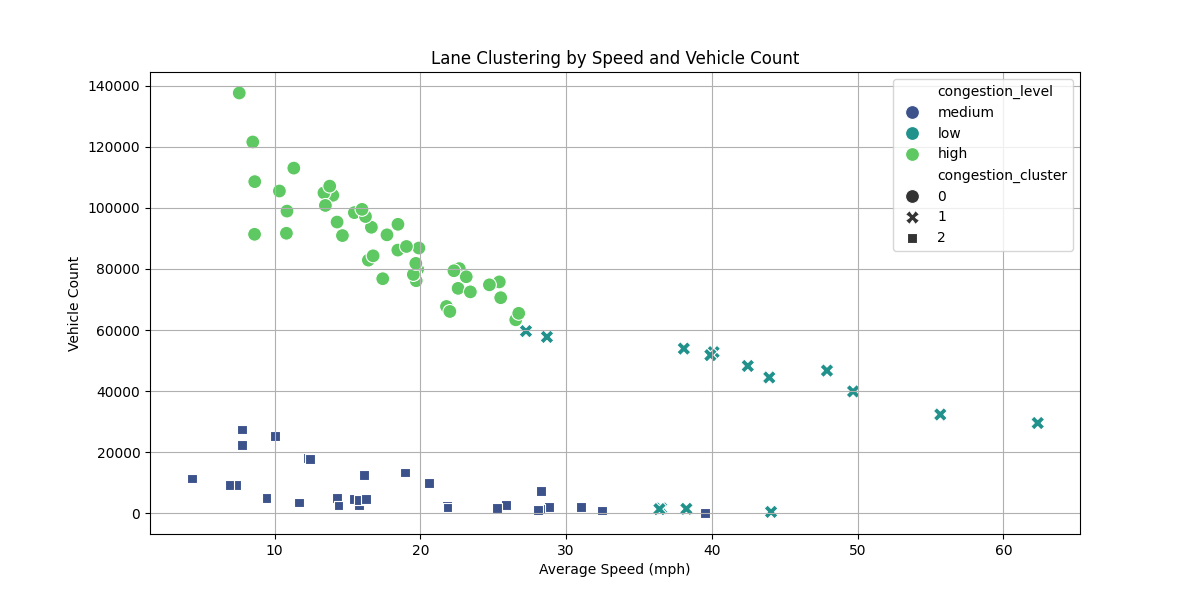 Lane Clustering by Speed and Vehicle Count
140000
120000
100000
80000
60000
40000
20000
0
Vehicle Count
congestion_level
medium
low
high
congestion_cluster
0
1
2
10 20 30 40 50 60
Average Speed (mph)